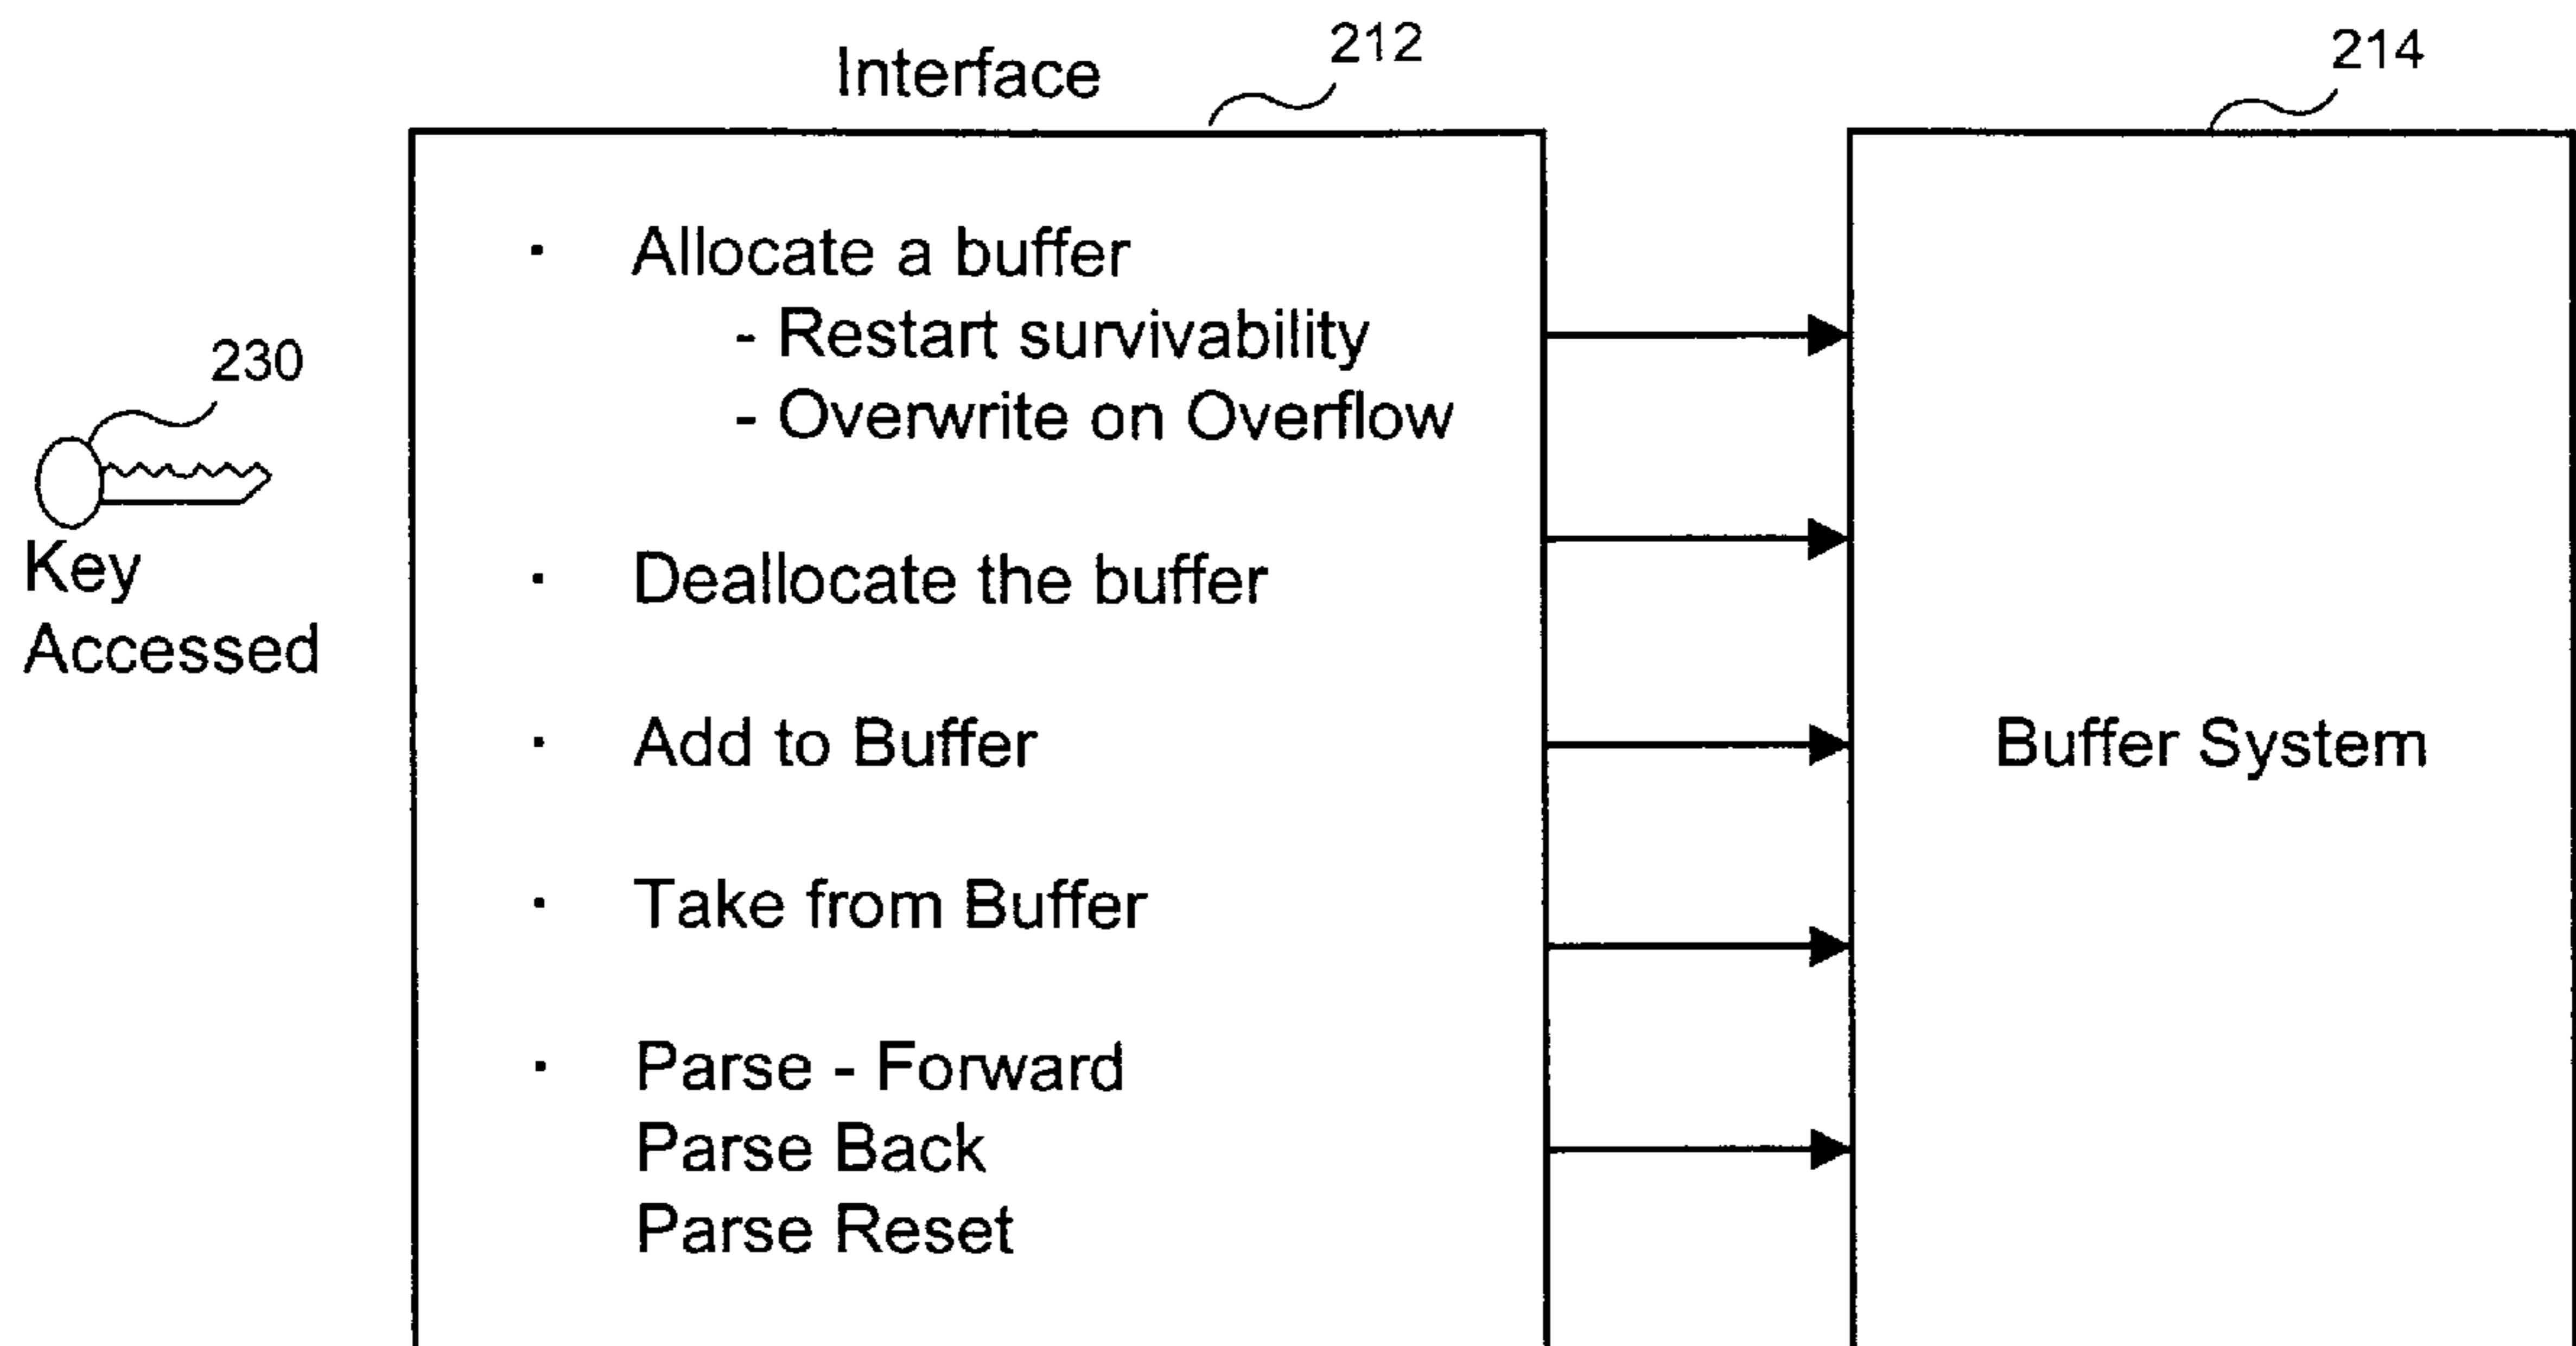 Interface
212
214
· Allocate a buffer
- Restart survivability
- Overwrite on Overflow
230
Key
Accessed
· Deallocate the buffer
· Add to Buffer
Buffer System
· Take from Buffer
· Parse - Forward
Parse Back
Parse Reset